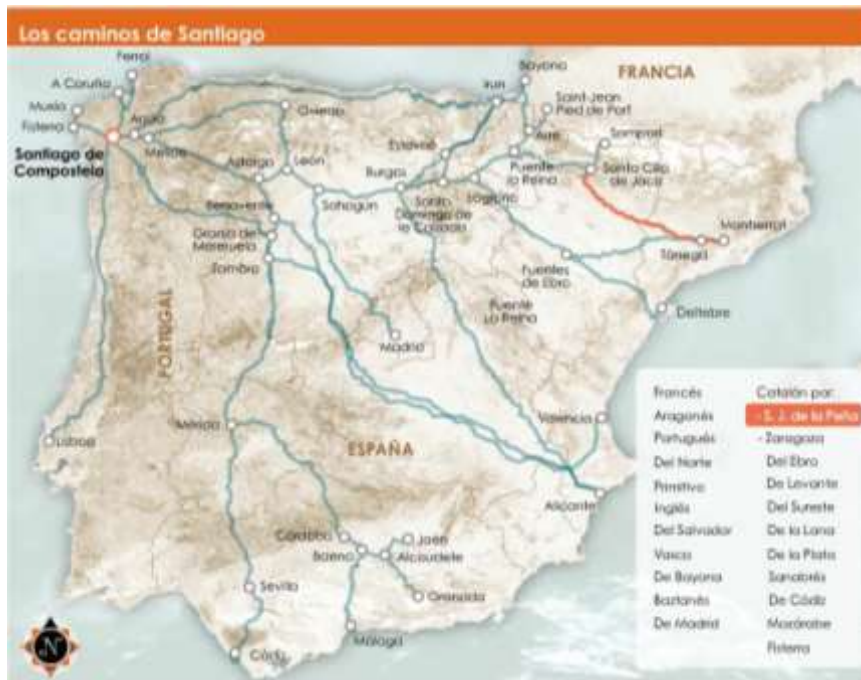 Los caminos de Santiago
Ferrol
A Coruña
Muxía
Fisterra
Santiago de
Compostela
Melide
Oviedo
Irun
Bayona
FRANCIA
Saint-Jean
Pied de Port
Somport
Santa Cilia
de Jaca
Puente
la Reina
Logroño
Santo
Domingo de
la Calzada
Burgos
León
Astorga
Sahagún
Benavente
Granja de
Moreruela
Zamora
Montserrat
Tàrrega
Fuentes
de Ebro
Deltebre
Puente
La Reina
Madrid
PORTUGAL
ESPAÑA
Lisboa
Mérida
Valencia
Alicante
Córdoba
Baena
Jaén
Alcaudete
Granada
Sevilla
Málaga
Cádiz
N
Francés
Aragonés
Portugués
Del Norte
Primitivo
Inglés
Del Salvador
Vasco
De Bayona
Baztanés
De Madrid
Catalán por:
- S. J. de la Peña
- Zaragoza
Del Ebro
De Levante
Del Sureste
De la Lana
De la Plata
Sanabrés
De Cádiz
Mozárabe
Fisterra